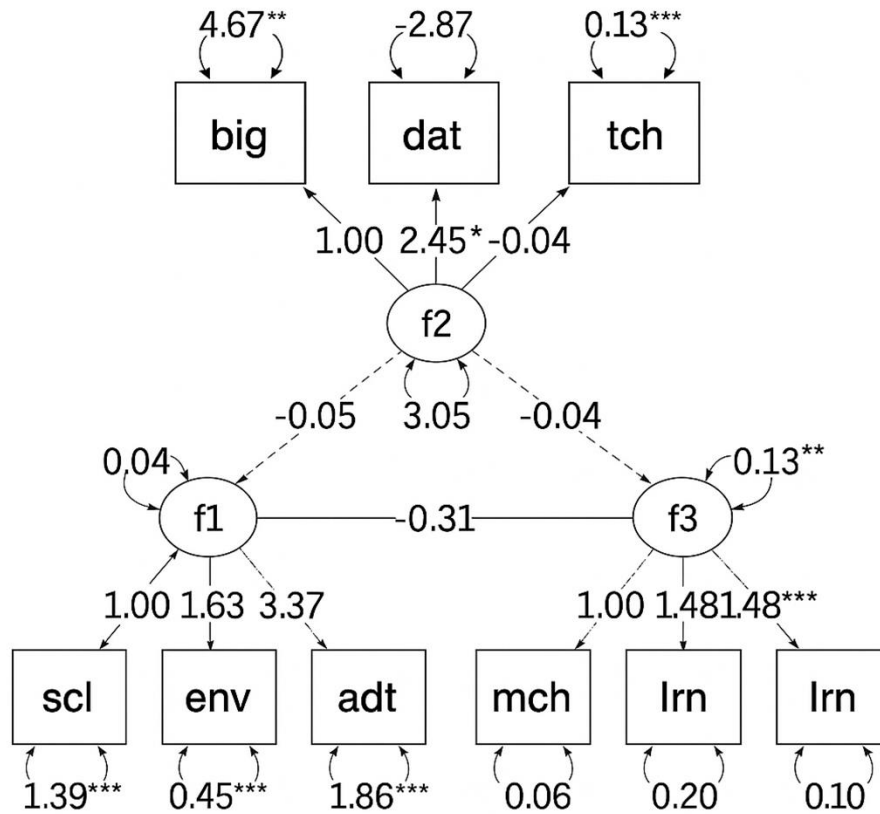 4.67** -2.87 0.13***
big dat tch
1.00 2.45* -0.04
f2
-0.05 3.05 -0.04
0.04 0.13**
f1 -0.31 f3
1.00 1.63 3.37 1.00 1.48 1.48***
scl env adt mch lrn lrn
1.39*** 0.45*** 1.86*** 0.06 0.20 0.10